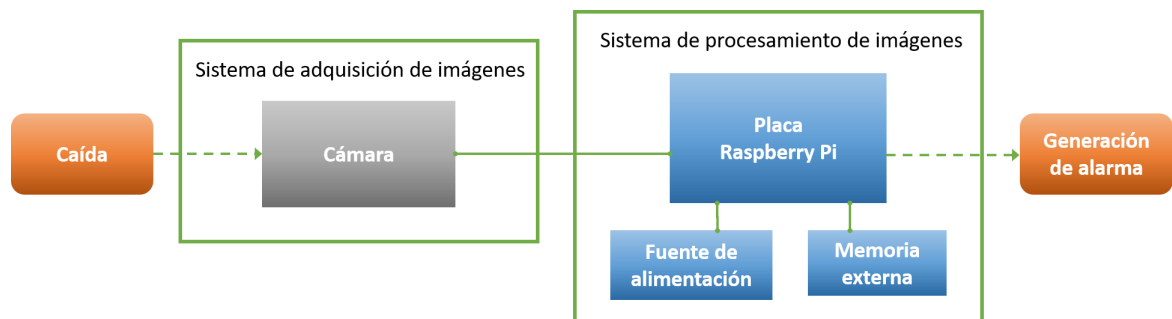 Sistema de adquisición de imágenes
Sistema de procesamiento de imágenes
Caída
Cámara
Placa
Raspberry Pi
Generación
de alarma
Fuente de
alimentación
Memoria
externa